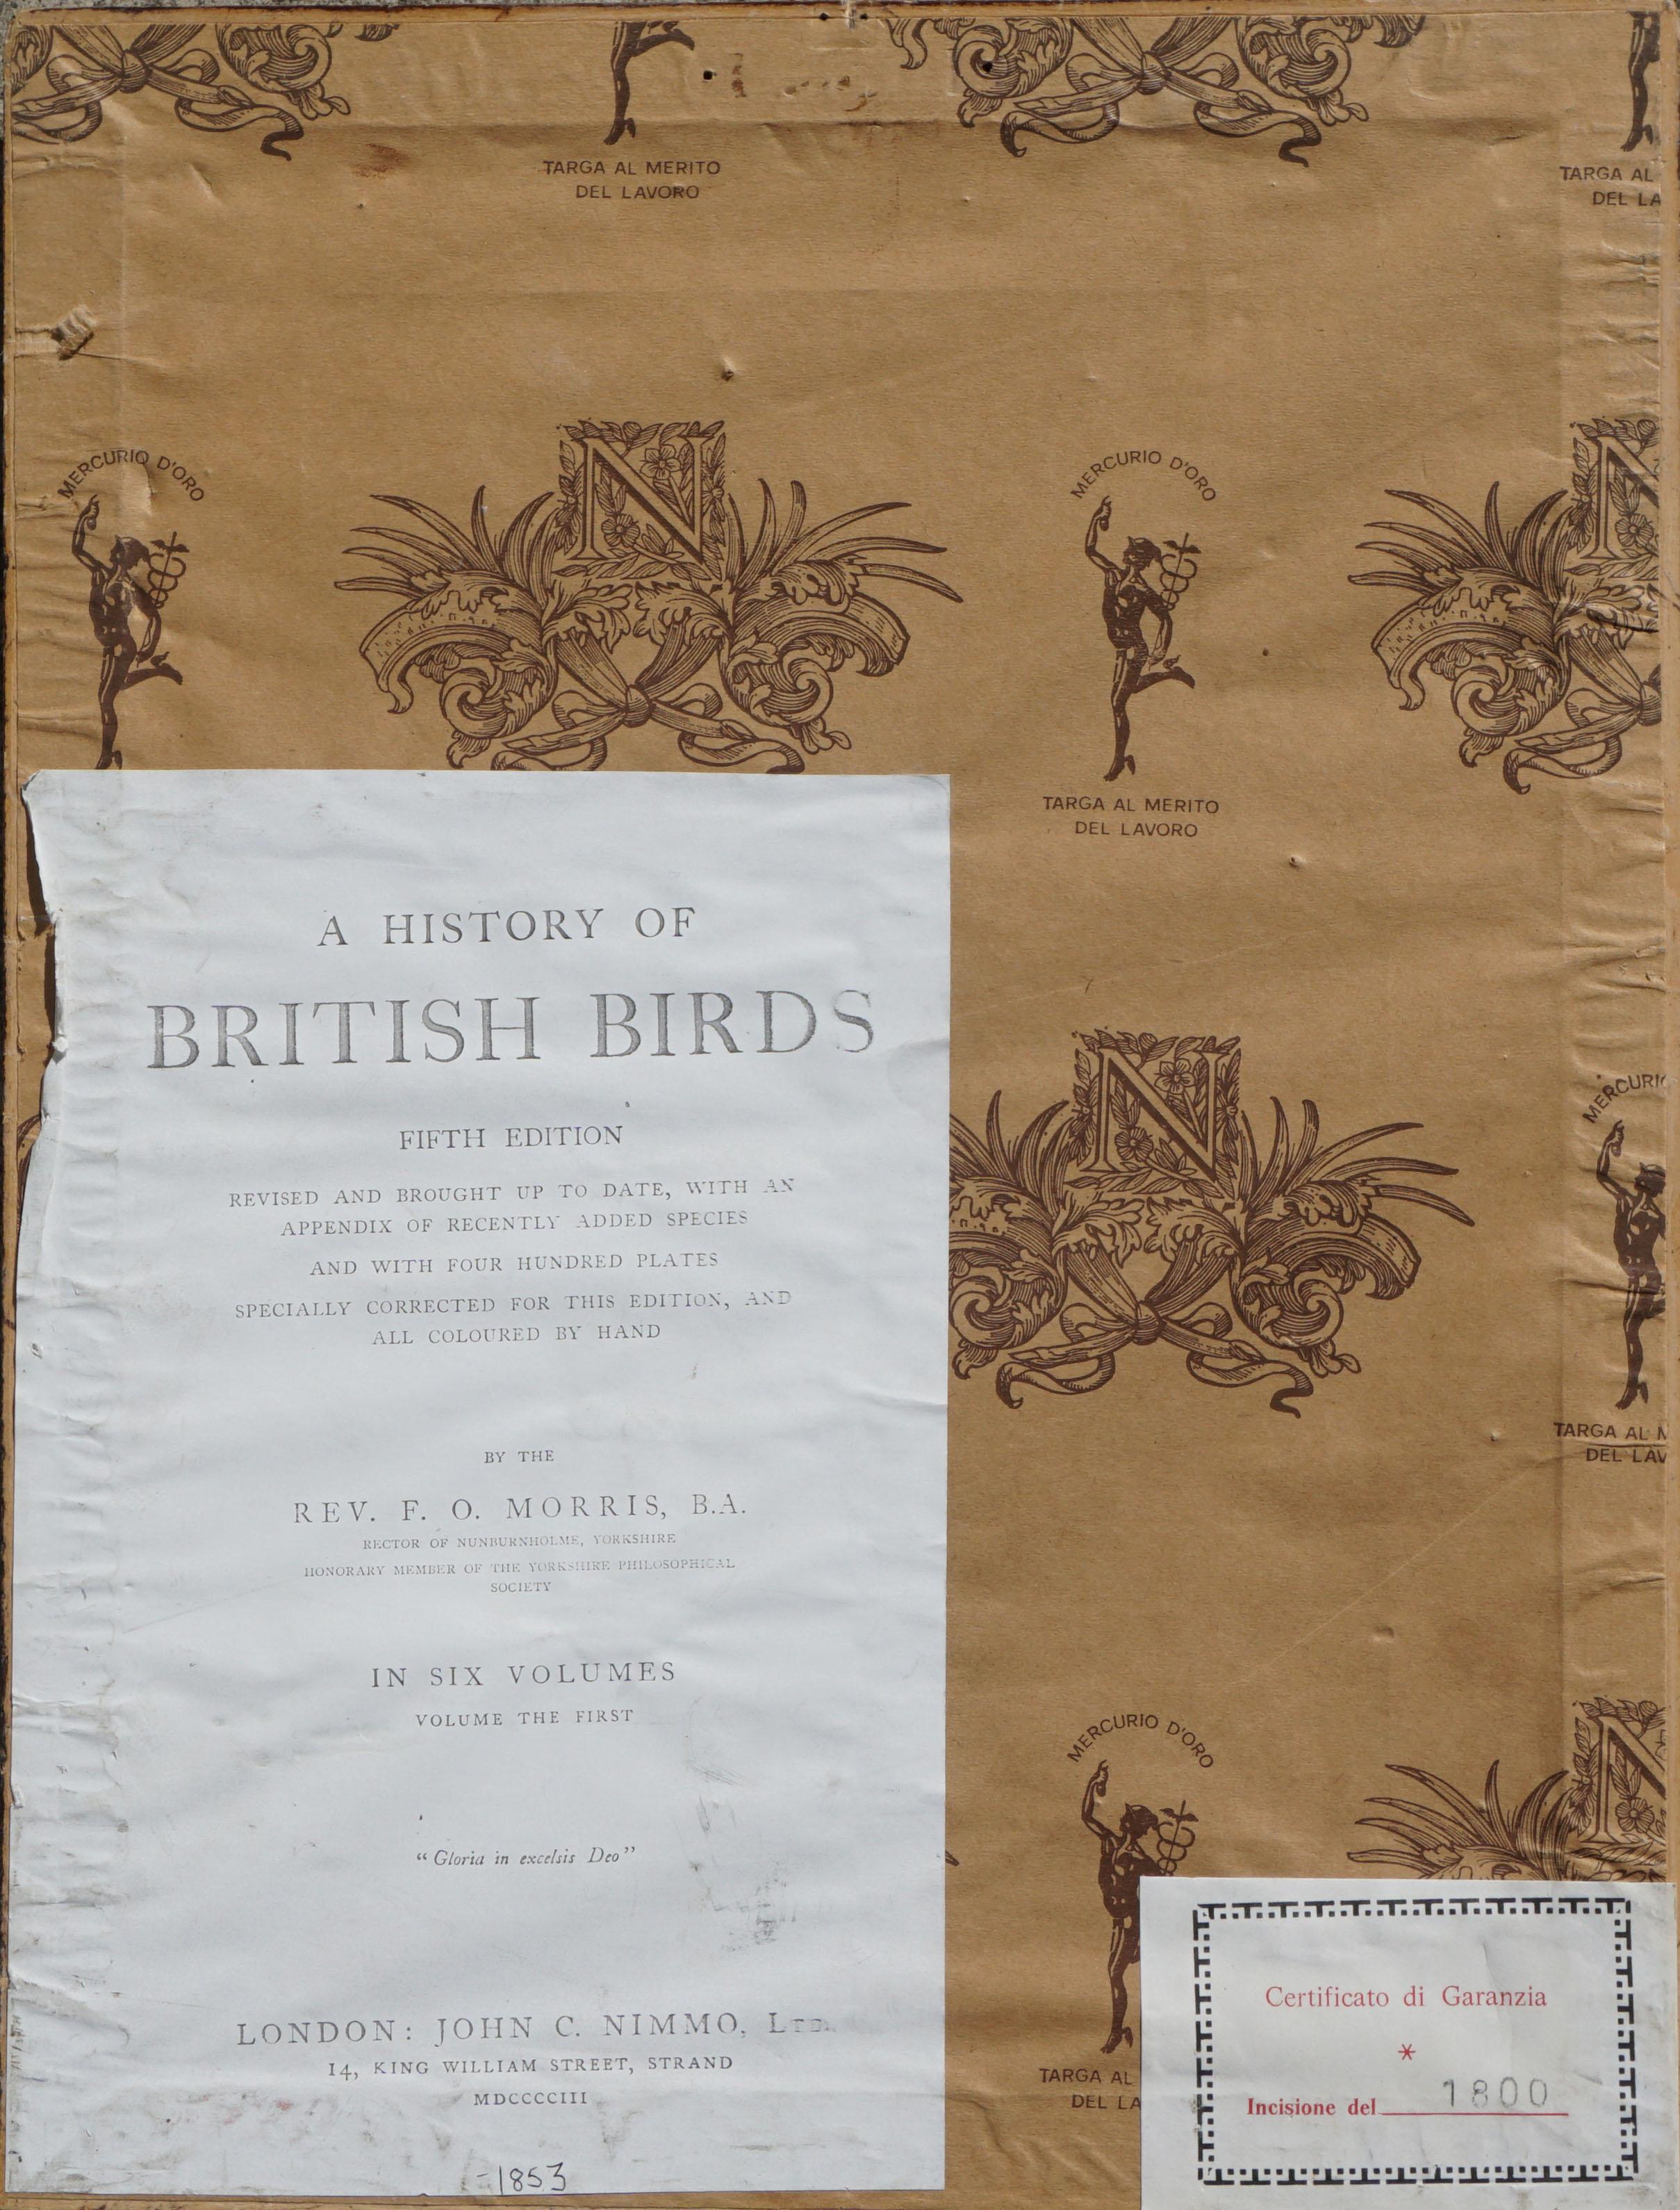 TARGA AL MERITO
DEL LAVORO
TARGA AL
DEL LA
MERCURIO D'ORO
N
MERCURIO D'ORO
N
TARGA AL MERITO
DEL LAVORO
A HISTORY OF
BRITISH BIRDS
FIFTH EDITION
REVISED AND BROUGHT UP TO DATE, WITH AN
APPENDIX OF RECENTLY ADDED SPECIES
AND WITH FOUR HUNDRED PLATES
SPECIALLY CORRECTED FOR THIS EDITION, AND
ALL COLOURED BY HAND
BY THE
REV. F. O. MORRIS, B.A.
RECTOR OF NUNBURNHOLME, YORKSHIRE
HONORARY MEMBER OF THE YORKSHIRE PHILOSOPHICAL
SOCIETY
IN SIX VOLUMES
VOLUME THE FIRST
"Gloria in excelsis Deo"
LONDON: JOHN C. NIMMO, LTD.
14, KING WILLIAM STREET, STRAND
MDCCCCIII
-1853
N
MERCURI
TARGA AL M
DEL LAV
MERCURIO D'ORO
N
TARGA AL
DEL LA
Certificato di Garanzia
*
Incisione del 1800